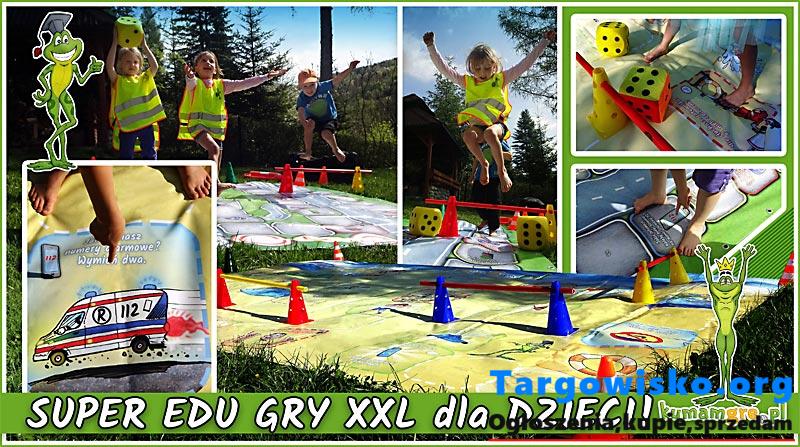 ...masz
numery alarmowe?
Wymień dwa.
112
R 112
SUPER EDU GRY XXL dla DZIECI!
Targowisko.org
kumamgre.pl
Ogłoszenia,kupię,sprzedam